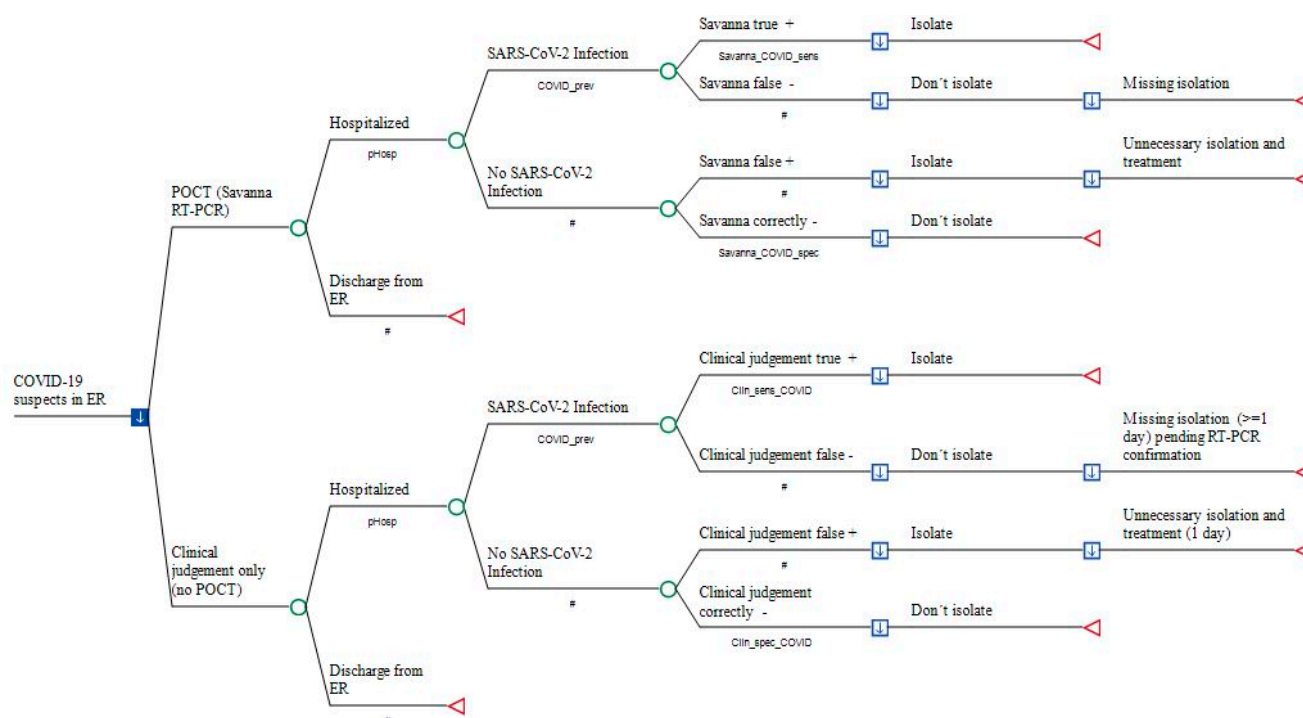 COVID-19
suspects in ER
POCT (Savanna
RT-PCR)
Hospitalized
pHosp
SARS-CoV-2 Infection
COVID_prev
Savanna true +
Savanna_COVID_sens
Isolate
Savanna false -
#
Don´t isolate
Missing isolation
No SARS-CoV-2
Infection
#
Savanna false +
#
Isolate
Unnecessary isolation and
treatment
Savanna correctly -
Savanna_COVID_spec
Don´t isolate
Discharge from
ER
#
Clinical
judgement only
(no POCT)
Hospitalized
pHosp
SARS-CoV-2 Infection
COVID_prev
Clinical judgement true +
Clin_sens_COVID
Isolate
Clinical judgement false -
#
Don´t isolate
Missing isolation (>=1
day) pending RT-PCR
confirmation
No SARS-CoV-2
Infection
#
Clinical judgement false +
#
Isolate
Unnecessary isolation and
treatment (1 day)
Clinical judgement
correctly -
Clin_spec_COVID
Don´t isolate
Discharge from
ER